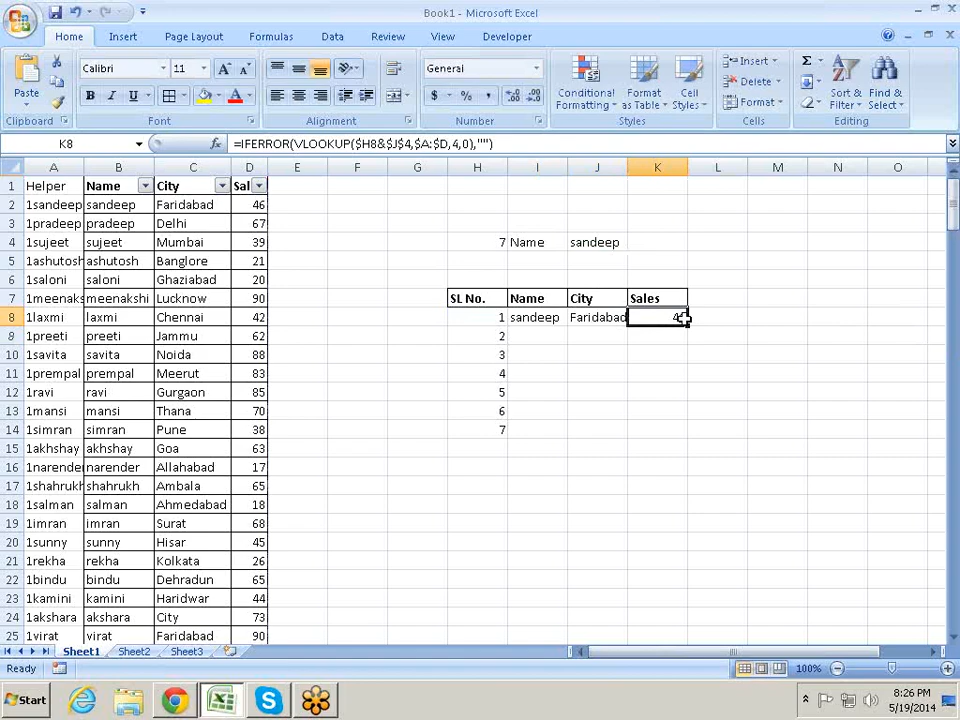 Book1 - Microsoft Excel
Home Insert Page Layout Formulas Data Review View Developer
Paste Calibri 11 A A General Conditional Formatting Format as Table Cell Styles Insert Delete Format Sort & Filter Find & Select
B I U A $ % ,
Clipboard Font Alignment Number Styles Cells Editing
K8 fx =IFERROR(VLOOKUP($H8&$J$4,$A:$D,4,0),"")
A B C D E F G H I J K L M N O
1 Helper Name City Sal
2 1sandeep sandeep Faridabad 46
3 1pradeep pradeep Delhi 67
4 1sujeet sujeet Mumbai 39 7 Name sandeep
5 1ashutosh ashutosh Banglore 21
6 1saloni saloni Ghaziabad 20
7 1meenaks meenakshi Lucknow 90 SL No. Name City Sales
8 1laxmi laxmi Chennai 42 1 sandeep Faridabad 4
9 1preeti preeti Jammu 62 2
10 1savita savita Noida 88 3
11 1prempal prempal Meerut 83 4
12 1ravi ravi Gurgaon 85 5
13 1mansi mansi Thana 70 6
14 1simran simran Pune 38 7
15 1akhshay akhshay Goa 63
16 1narender narender Allahabad 17
17 1shahrukh shahrukh Ambala 65
18 1salman salman Ahmedabad 18
19 1imran imran Surat 68
20 1sunny sunny Hisar 45
21 1rekha rekha Kolkata 26
22 1bindu bindu Dehradun 65
23 1kamini kamini Haridwar 44
24 1akshara akshara City 73
25 1virat virat Faridabad 90
Sheet1 Sheet2 Sheet3
Ready 100%
Start 8:26 PM
5/19/2014